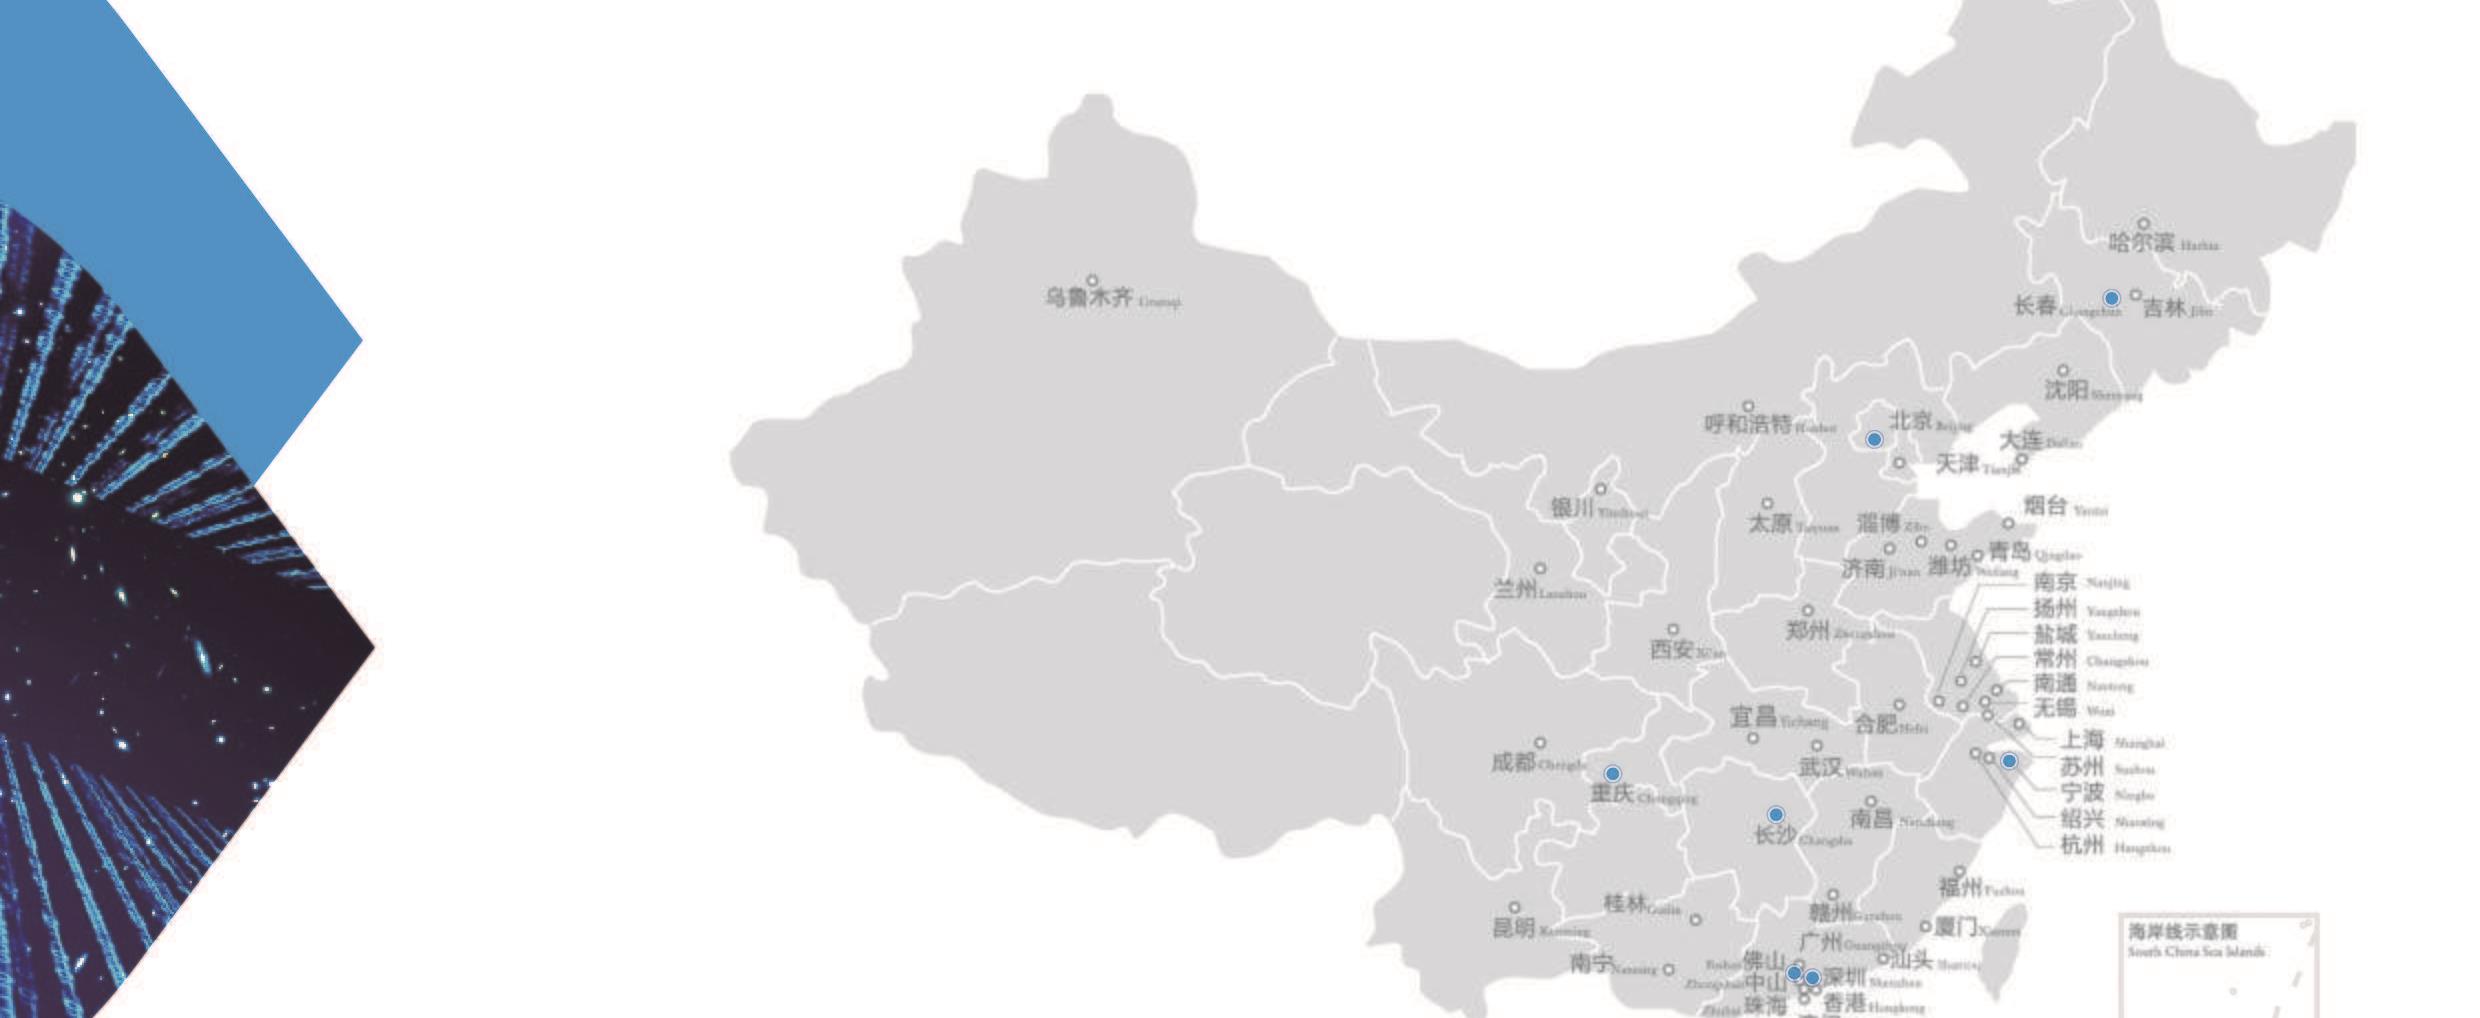 哈尔滨 Harbin
乌鲁木齐 Urumqi
长春
吉林 Jilin
沈阳 Shenyang
呼和浩特 Hohhot
北京 Beijing
大连 Dalian
天津 Tianjin
银川 Yinchuan
烟台 Yantai
太原 Taiyuan
淄博 Zibo
青岛 Qingdao
济南 Ji'nan
潍坊 Weifang
南京 Nanjing
兰州 Lanzhou
扬州 Yangzhou
郑州 Zhengzhou
盐城 Yancheng
西安 Xi'an
常州 Changzhou
南通 Nantong
无锡 Wuxi
宜昌 Yichang
合肥 Hefei
上海 Shanghai
成都 Chengdu
武汉 Wuhan
苏州 Suzhou
重庆 Chongqing
宁波 Ningbo
南昌 Nanchang
绍兴 Shaoxing
长沙 Changsha
杭州 Hangzhou
福州 Fuzhou
桂林 Guilin
赣州 Ganzhou
昆明 Kunming
厦门 Xiamen
海岸线示意图
广州 Guangzhou
South China Sea Islands
南宁 Nanning
佛山
汕头 Shantou
深圳 Shenzhen
中山
珠海
香港 Hongkong